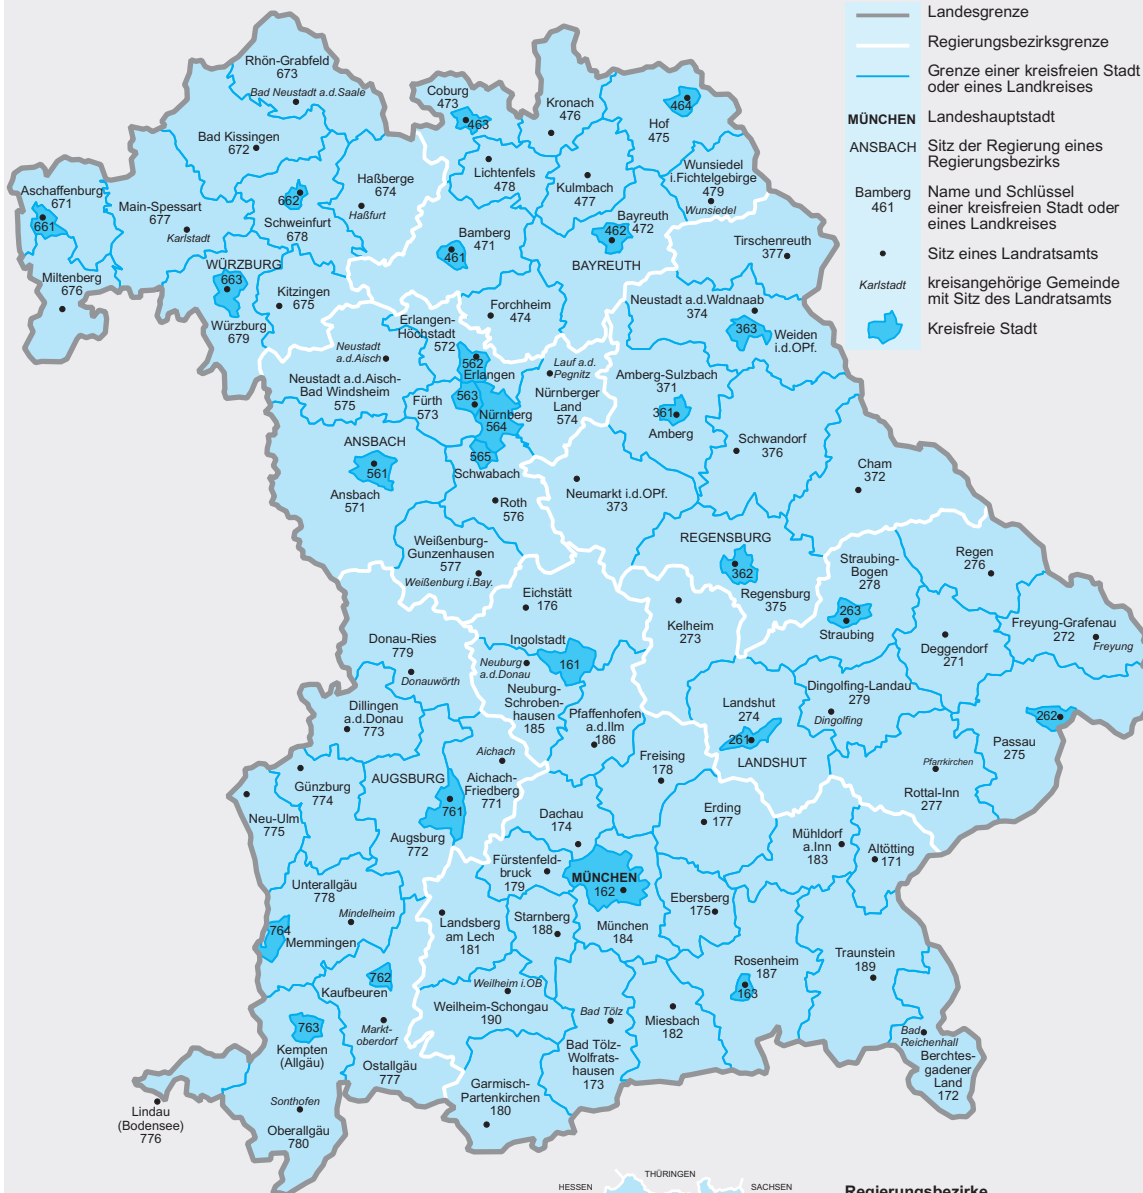 Landesgrenze
Regierungsbezirksgrenze
Grenze einer kreisfreien Stadt
oder eines Landkreises
MÜNCHEN
Landeshauptstadt
ANSBACH
Sitz der Regierung eines
Regierungsbezirks
Bamberg
461
Name und Schlüssel
einer kreisfreien Stadt oder
eines Landkreises
Sitz eines Landratsamts
Karlstadt
kreisangehörige Gemeinde
mit Sitz des Landratsamts
Kreisfreie Stadt
Rhön-Grabfeld
673
Bad Neustadt a.d.Saale
Coburg
473
463
Kronach
476
464
Hof
475
Bad Kissingen
672
Lichtenfels
478
Kulmbach
477
Wunsiedel
i.Fichtelgebirge
479
Wunsiedel
Aschaffenburg
671
661
Main-Spessart
677
Karlstadt
662
Schweinfurt
678
Haßberge
674
Haßfurt
Bamberg
471
461
Bayreuth
462
472
BAYREUTH
Tirschenreuth
377
Miltenberg
676
WÜRZBURG
663
Würzburg
679
Kitzingen
675
Forchheim
474
Neustadt a.d.Waldnaab
374
363
Weiden
i.d.OPf.
Erlangen-
Höchstadt
572
562
Erlangen
Neustadt
a.d.Aisch
Neustadt a.d.Aisch-
Bad Windsheim
575
Fürth
573
563
Nürnberg
564
Lauf a.d.
Pegnitz
Nürnberger
Land
574
Amberg-Sulzbach
371
361
Amberg
ANSBACH
561
Ansbach
571
565
Schwabach
Roth
576
Schwandorf
376
Cham
372
Neumarkt i.d.OPf.
373
Weißenburg-
Gunzenhausen
577
Weißenburg i.Bay.
REGENSBURG
362
Regensburg
375
Straubing-
Bogen
278
263
Straubing
Regen
276
Eichstätt
176
Kelheim
273
Freyung-Grafenau
272
Freyung
Deggendorf
271
Donau-Ries
779
Donauwörth
Ingolstadt
161
Neuburg
a.d.Donau
Neuburg-
Schroben-
hausen
185
Pfaffenhofen
a.d.Ilm
186
Landshut
274
261
LANDSHUT
Dingolfing-Landau
279
Dingolfing
262
Passau
275
Dillingen
a.d.Donau
773
Aichach
Aichach-
Friedberg
771
Freising
178
Pfarrkirchen
Rottal-Inn
277
Günzburg
774
AUGSBURG
761
Augsburg
772
Neu-Ulm
775
Dachau
174
Erding
177
Mühldorf
a.Inn
183
Altötting
171
Fürstenfeld-
bruck
179
MÜNCHEN
162
München
184
Ebersberg
175
Unterallgäu
778
Mindelheim
764
Memmingen
Landsberg
am Lech
181
Starnberg
188
Rosenheim
187
163
Traunstein
189
762
Kaufbeuren
Weilheim i.OB
Weilheim-Schongau
190
Bad Tölz
Bad Tölz-
Wolfrats-
hausen
173
Miesbach
182
Bad
Reichenhall
Berchtes-
gadener
Land
172
763
Kempten
(Allgäu)
Markt-
oberdorf
Ostallgäu
777
Garmisch-
Partenkirchen
180
Lindau
(Bodensee)
776
Sonthofen
Oberallgäu
780
THÜRINGEN
HESSEN
SACHSEN
Regierungsbezirke